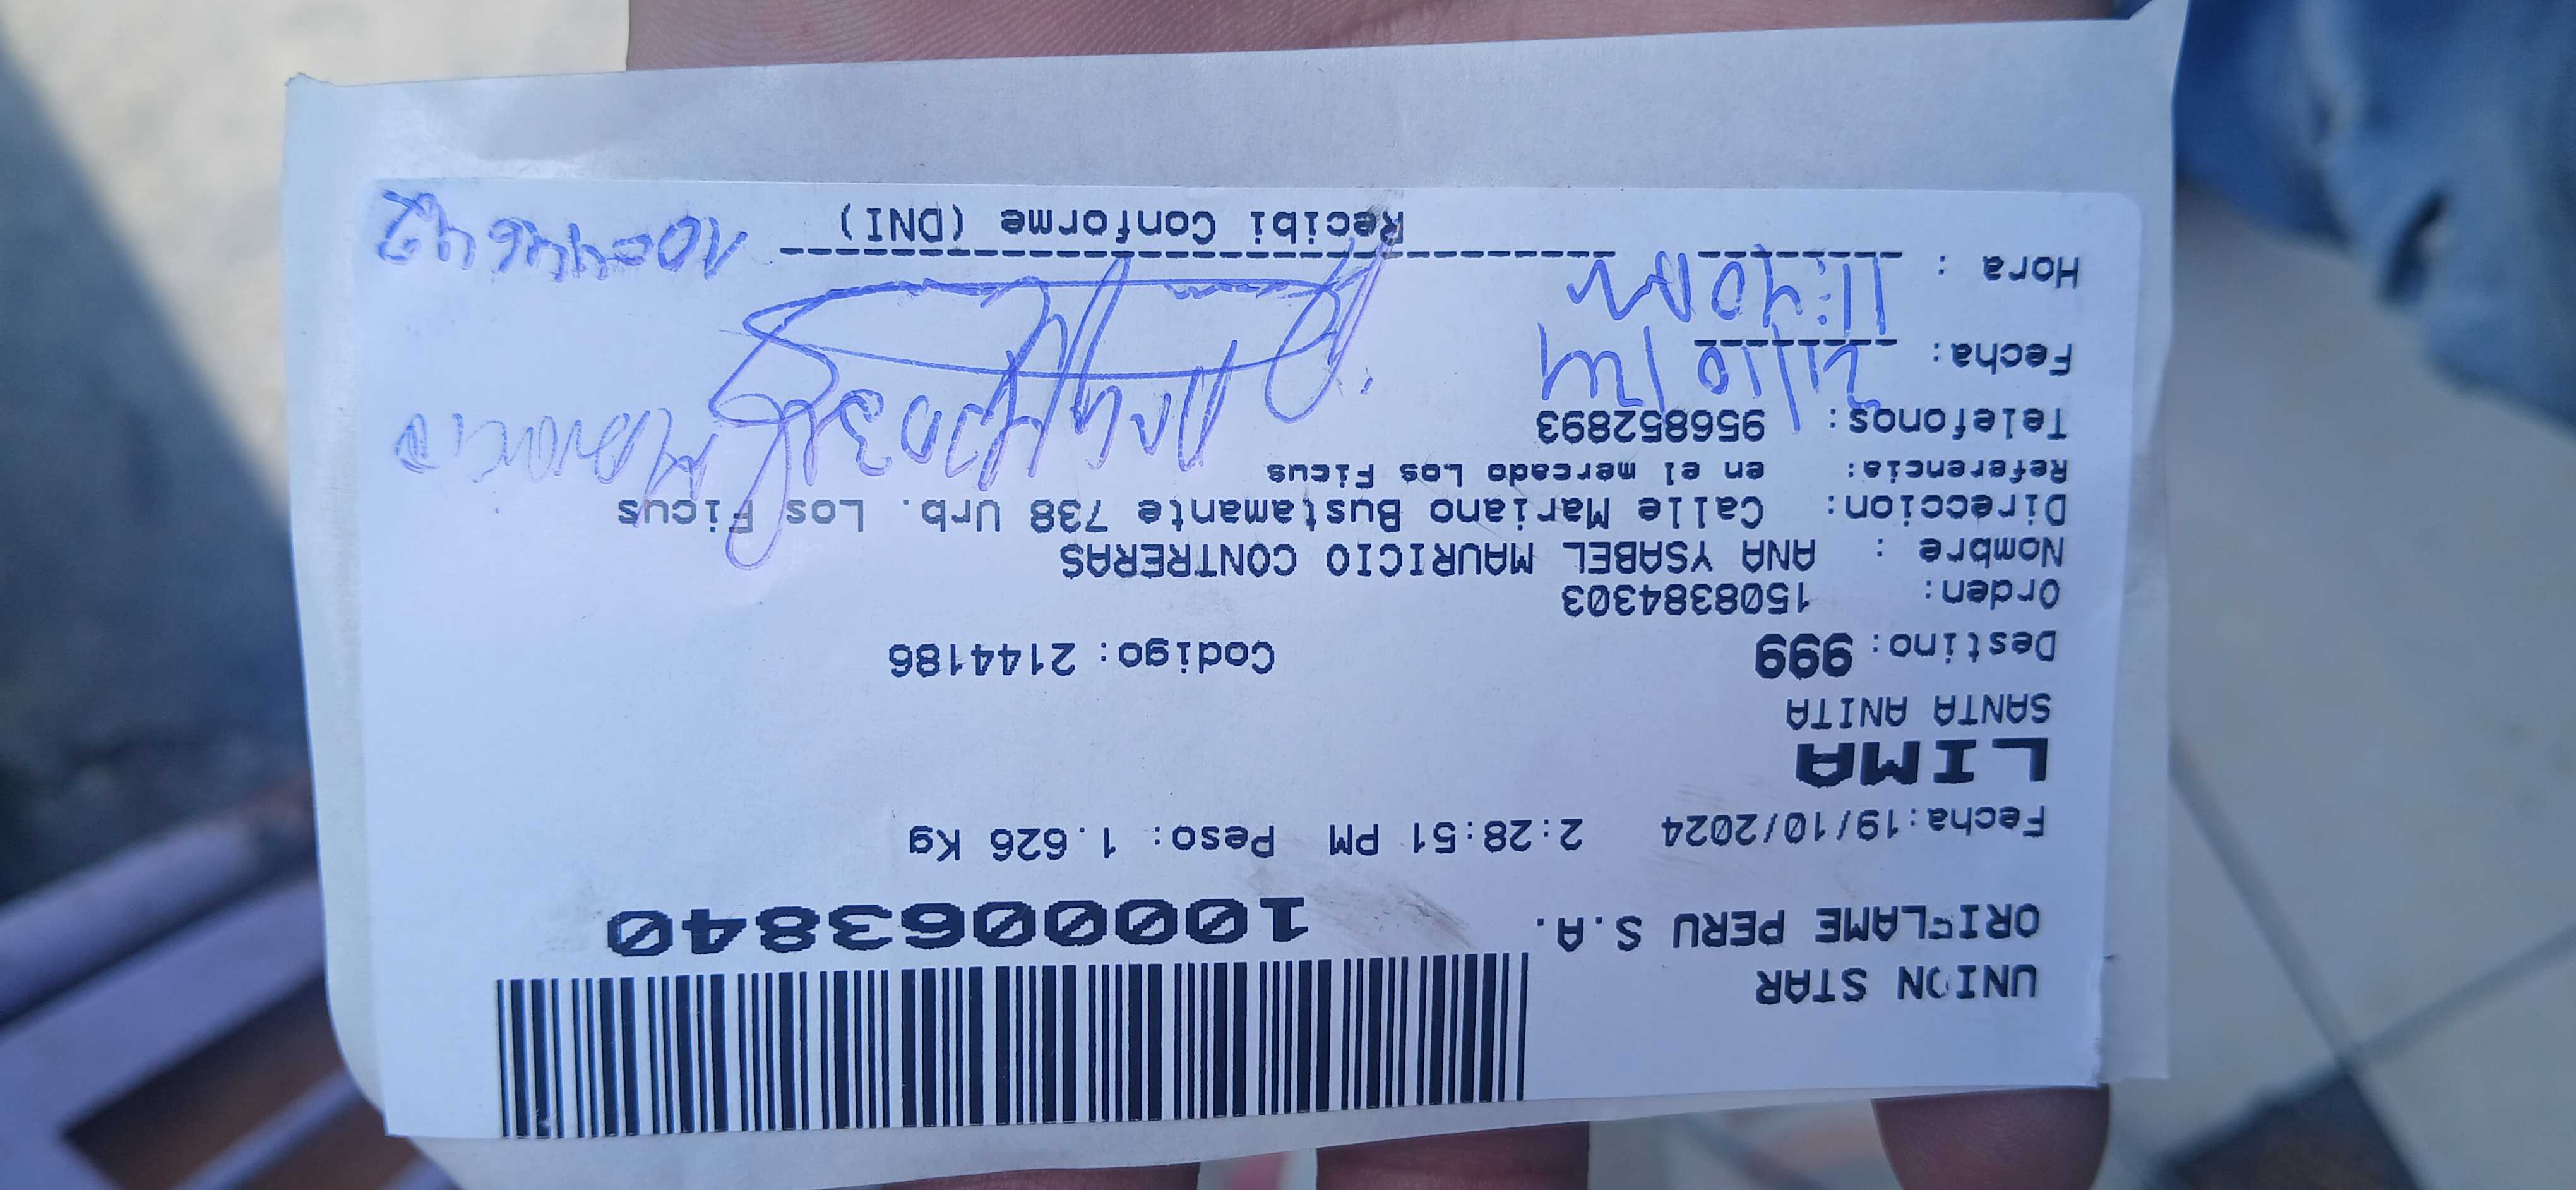 UNION STAR
ORIFLAME PERU S.A.
10000063840
Fecha:19/10/2024 2:28:51 PM Peso: 1.626 Kg
LIMA
SANTA ANITA
Destino: 999 Codigo: 2144186
Orden: 1508384303
Nombre : ANA YSABEL MAURICIO CONTRERAS
Direccion: Calle Mariano Bustamante 738 Urb. Los Ficus
Referencia: en el mercado Los Ficus
Telefonos: 956852893
Fecha: 21/10/24
Hora : 11:40
Recibi Conforme (DNI)